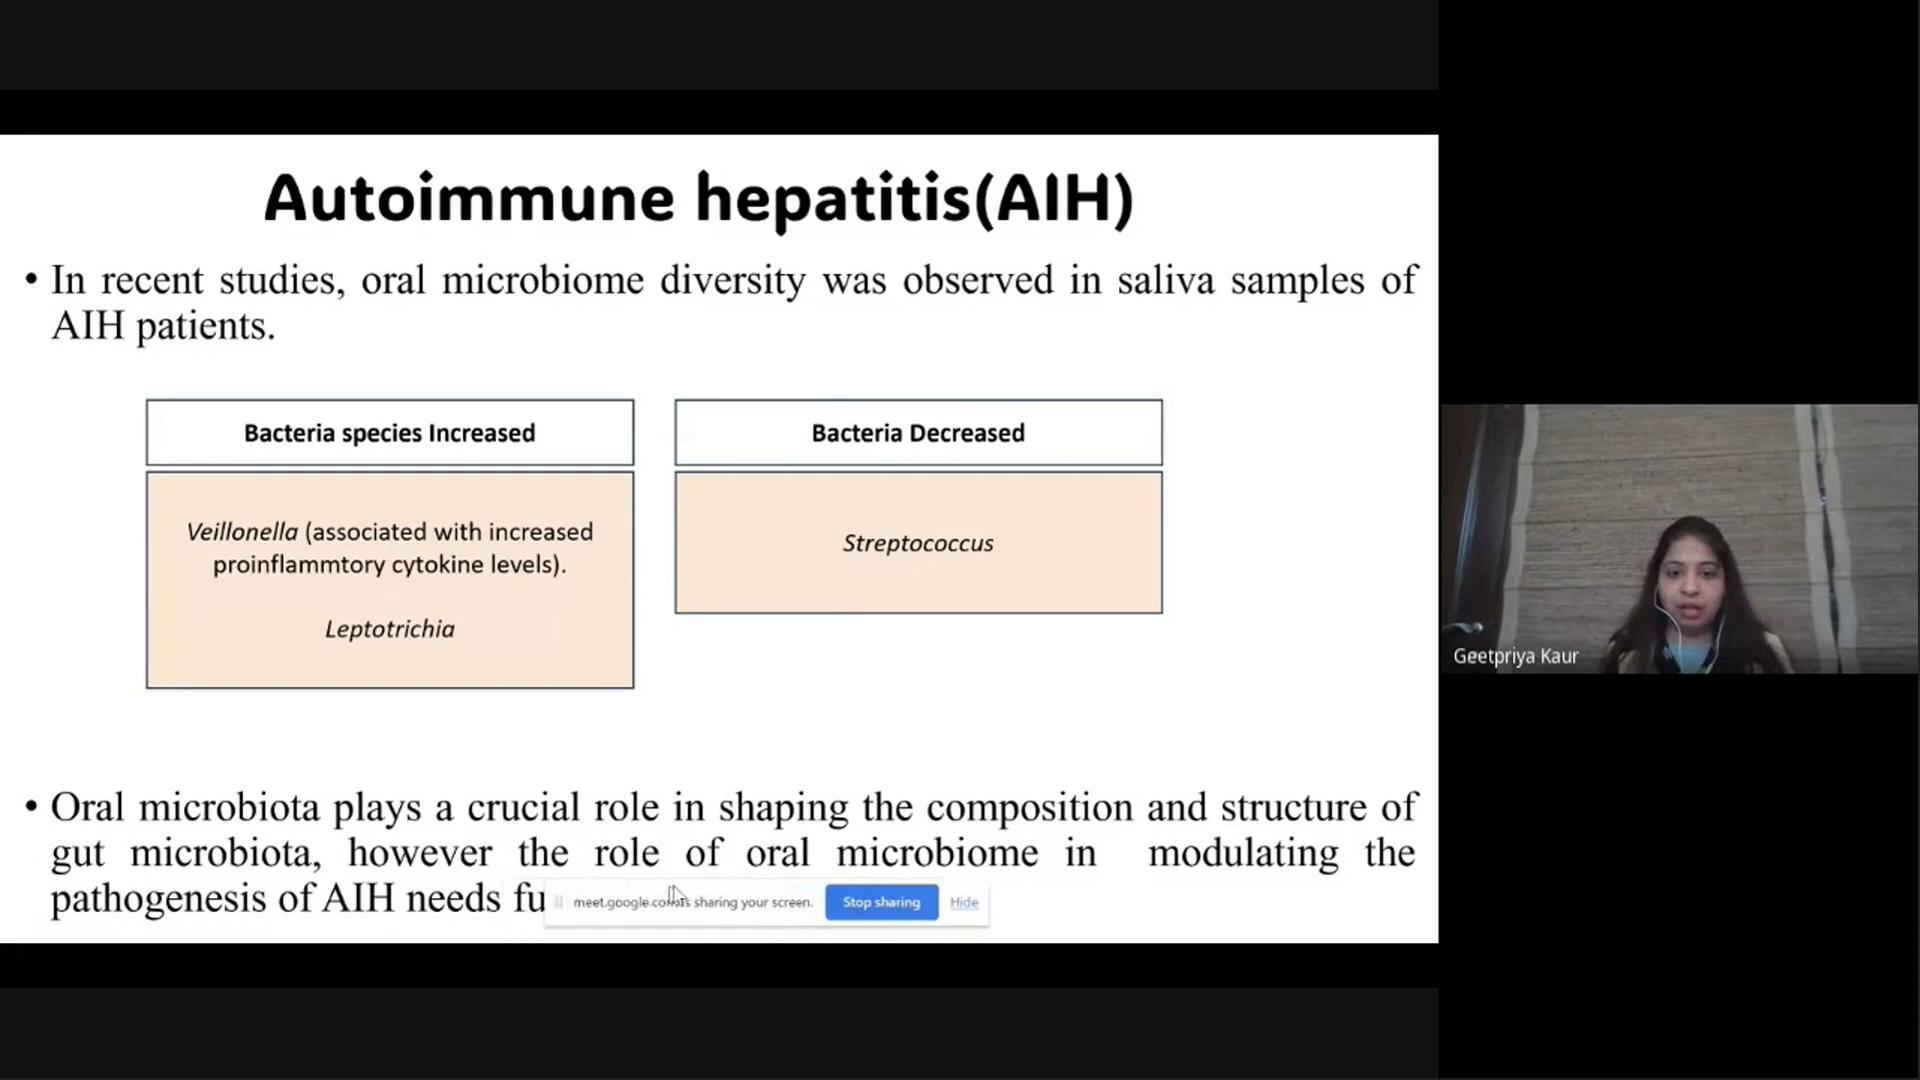 Autoimmune hepatitis(AIH)
• In recent studies, oral microbiome diversity was observed in saliva samples of
AIH patients.
Bacteria species Increased
Veillonella (associated with increased
proinflammtory cytokine levels).
Leptotrichia
Bacteria Decreased
Streptococcus
• Oral microbiota plays a crucial role in shaping the composition and structure of
gut microbiota, however the role of oral microbiome in modulating the
pathogenesis of AIH needs fu
sharing your screen.
Stop sharing
Hide
Geetpriya Kaur